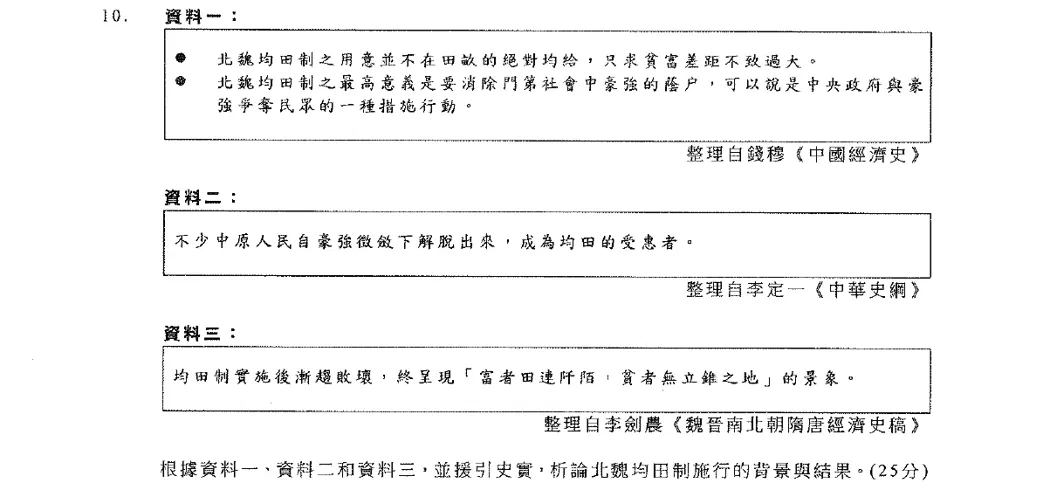 10. 資料一：
● 北魏均田制之用意並不在田畝的絕對均給，只求貧富差距不致過大。
● 北魏均田制之最高意義是要消除門第社會中豪強的蔭户，可以說是中央政府與豪
強爭奪民眾的一種措施行動。
整理自錢穆《中國經濟史》
資料二：
不少中原人民自豪強徵斂下解脫出來，成為均田的受惠者。
整理自李定一《中華史綱》
資料三：
均田制實施後漸趨敗壞，終呈現「富者田連阡陌，貧者無立錐之地」的景象。
整理自李劍農《魏晉南北朝隋唐經濟史稿》
根據資料一、資料二和資料三，並援引史實，析論北魏均田制施行的背景與結果。(25分)